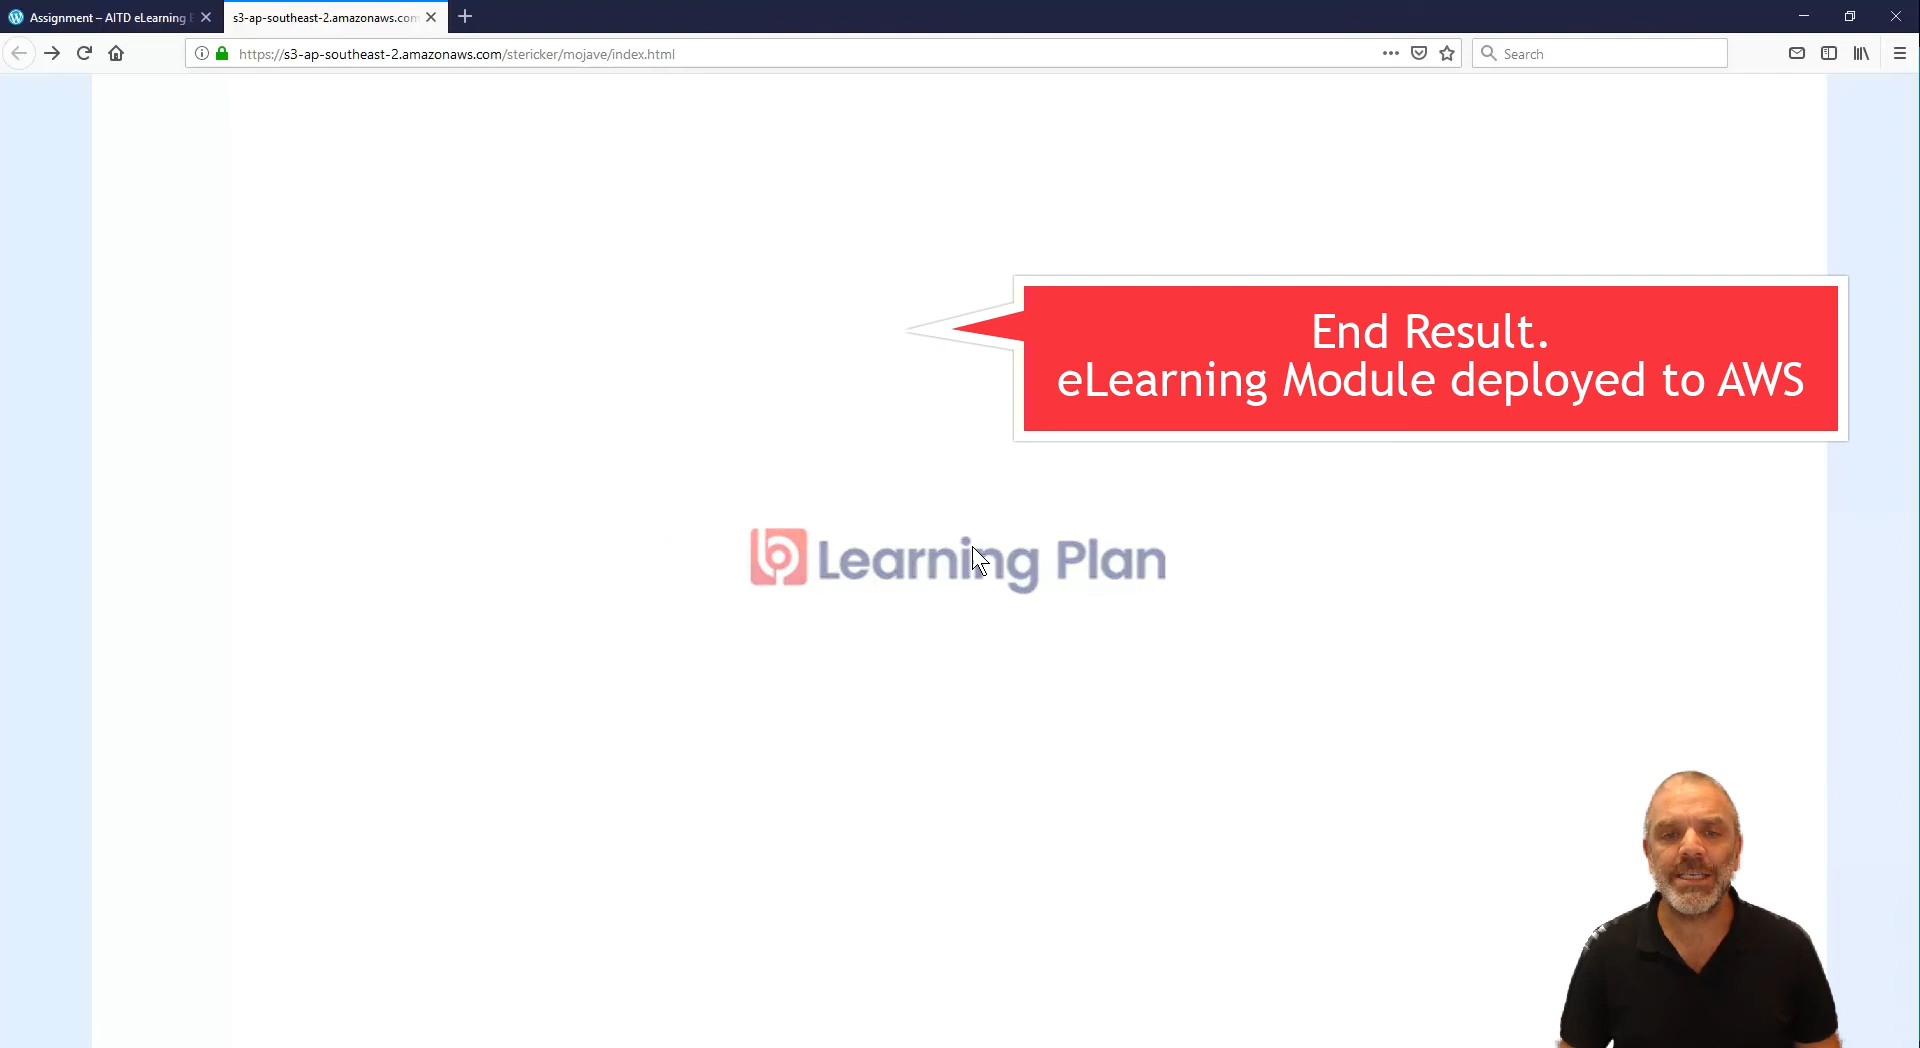 Assignment – AITD eLearning
s3-ap-southeast-2.amazonaws.com
https://s3-ap-southeast-2.amazonaws.com/stericker/mojave/index.html
Search
End Result.
eLearning Module deployed to AWS
Learning Plan